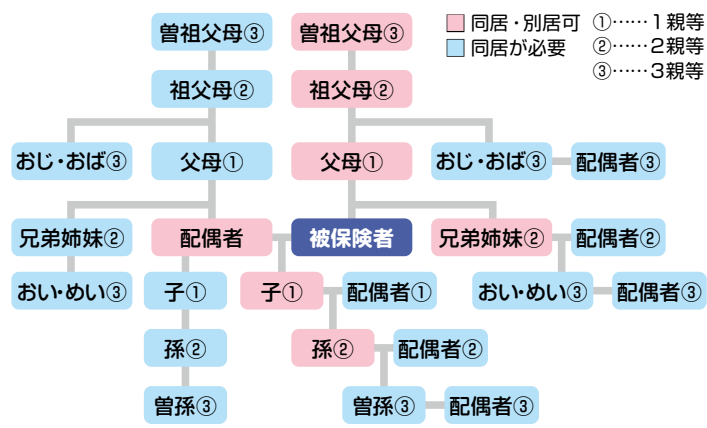 曽祖父母③ 曽祖父母③ 同居・別居可 ①……1親等
同居が必要 ②……2親等
祖父母② 祖父母② ③……3親等
おじ・おば③ 父母① 父母① おじ・おば③ 配偶者③
兄弟姉妹② 配偶者 被保険者 兄弟姉妹② 配偶者②
おい・めい③ 子① 子① 配偶者① おい・めい③ 配偶者③
孫② 孫② 配偶者②
曽孫③ 曽孫③ 配偶者③